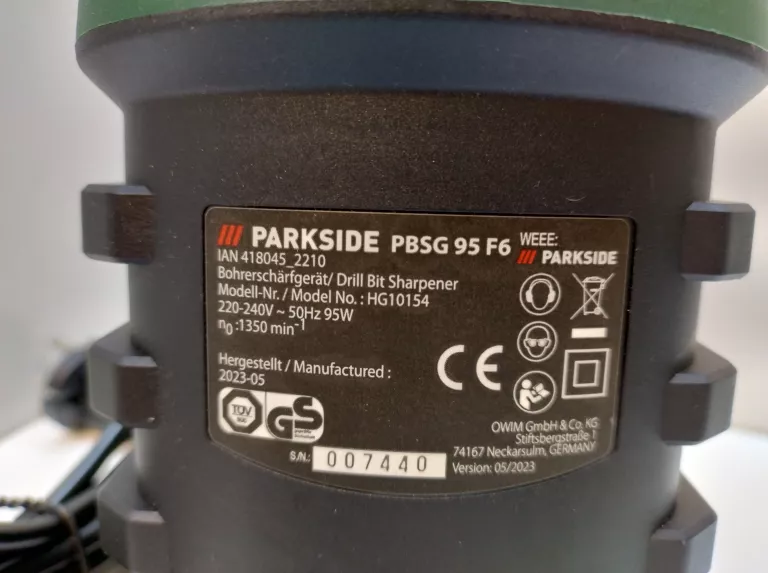 PARKSIDE PBSG 95 F6
IAN 418045_2210
Bohrerschärfgerät/ Drill Bit Sharpener
Modell-Nr. / Model No. : HG10154
220-240V ~ 50Hz 95W
n0 :1350 min-1
Hergestellt / Manufactured :
2023-05
TÜV
GS
S/N.: 007440
WEEE:
PARKSIDE
CE
OWIM GmbH & Co. KG
Stiftsbergstraße 1
74167 Neckarsulm, GERMANY
Version: 05/2023